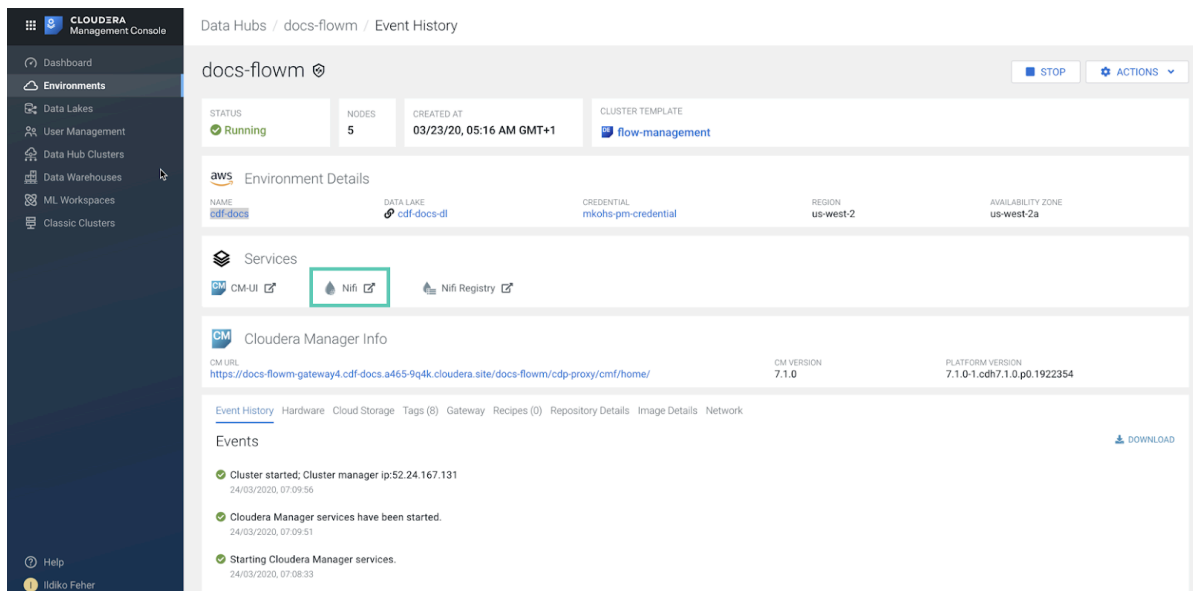 CLOUDERA
Management Console
Dashboard
Environments
Data Lakes
User Management
Data Hub Clusters
Data Warehouses
ML Workspaces
Classic Clusters
Help
Ildiko Feher
Data Hubs / docs-flowm / Event History
docs-flowm
STOP
ACTIONS
STATUS
Running
NODES
5
CREATED AT
03/23/20, 05:16 AM GMT+1
CLUSTER TEMPLATE
flow-management
aws Environment Details
NAME
cdf-docs
DATA LAKE
cdf-docs-dl
CREDENTIAL
mkohs-pm-credential
REGION
us-west-2
AVAILABILITY ZONE
us-west-2a
Services
CM CM-UI
Nifi
Nifi Registry
CM Cloudera Manager Info
CM URL
https://docs-flowm-gateway4.cdf-docs.a465-9q4k.cloudera.site/docs-flowm/cdp-proxy/cmf/home/
CM VERSION
7.1.0
PLATFORM VERSION
7.1.0-1.cdh7.1.0.p0.1922354
Event History Hardware Cloud Storage Tags (8) Gateway Recipes (0) Repository Details Image Details Network
Events
DOWNLOAD
Cluster started; Cluster manager ip:52.24.167.131
24/03/2020, 07:09:56
Cloudera Manager services have been started.
24/03/2020, 07:09:51
Starting Cloudera Manager services.
24/03/2020, 07:08:33